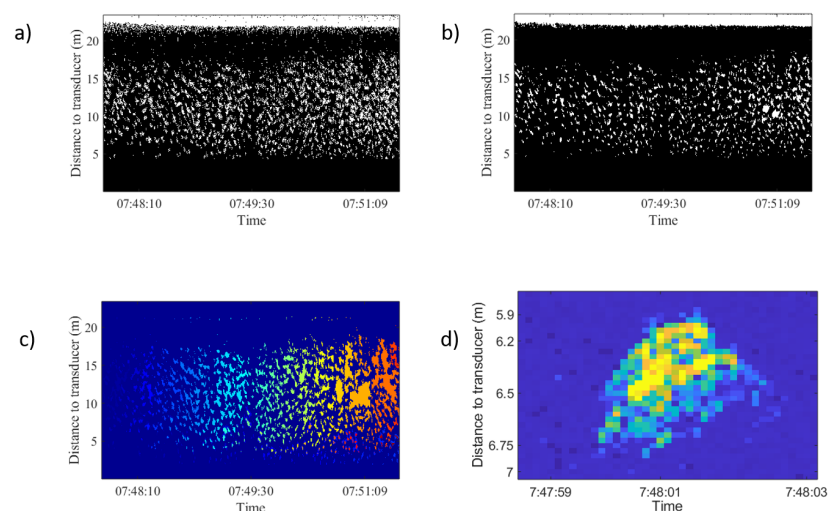 a)
Distance to transducer (m)
20
15
10
5
07:48:10 07:49:30 07:51:09
Time
b)
Distance to transducer (m)
20
15
10
5
07:48:10 07:49:30 07:51:09
Time
c)
Distance to transducer (m)
20
15
10
5
07:48:10 07:49:30 07:51:09
Time
d)
Distance to transducer (m)
5.9
6.2
6.5
6.75
7
7:47:59 7:48:01 7:48:03
Time